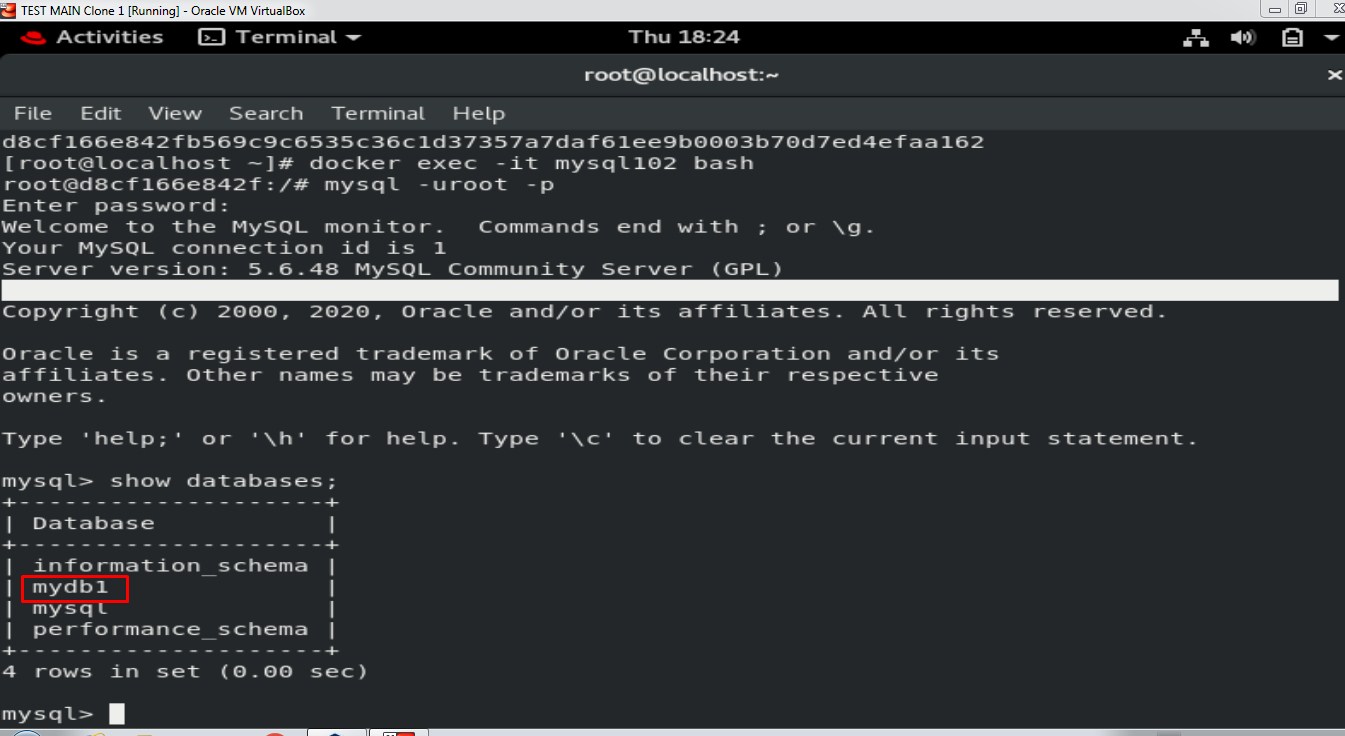 TEST MAIN Clone 1 [Running] - Oracle VM VirtualBox
Activities Terminal Thu 18:24
root@localhost:~
File Edit View Search Terminal Help
d8cf166e842fb569c9c6535c36c1d37357a7daf61ee9b0003b70d7ed4efaa162
[root@localhost ~]# docker exec -it mysql102 bash
root@d8cf166e842f:/# mysql -uroot -p
Enter password:
Welcome to the MySQL monitor.  Commands end with ; or \g.
Your MySQL connection id is 1
Server version: 5.6.48 MySQL Community Server (GPL)
Copyright (c) 2000, 2020, Oracle and/or its affiliates. All rights reserved.
Oracle is a registered trademark of Oracle Corporation and/or its
affiliates. Other names may be trademarks of their respective
owners.
Type 'help;' or '\h' for help. Type '\c' to clear the current input statement.
mysql> show databases;
+--------------------+
| Database           |
+--------------------+
| information_schema |
| mydb1              |
| mysql              |
| performance_schema |
+--------------------+
4 rows in set (0.00 sec)
mysql>